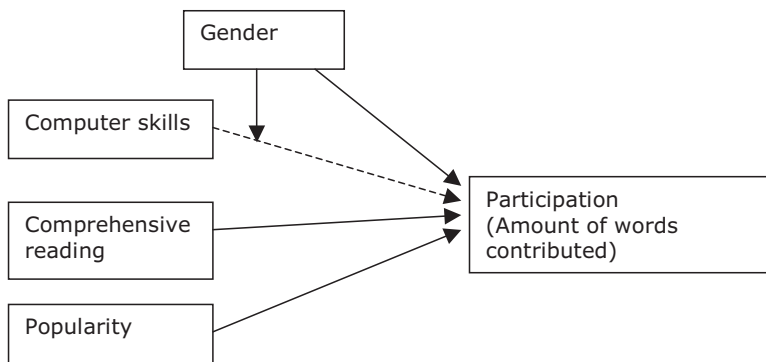 Gender
Computer skills
Comprehensive
reading
Popularity
Participation
(Amount of words
contributed)